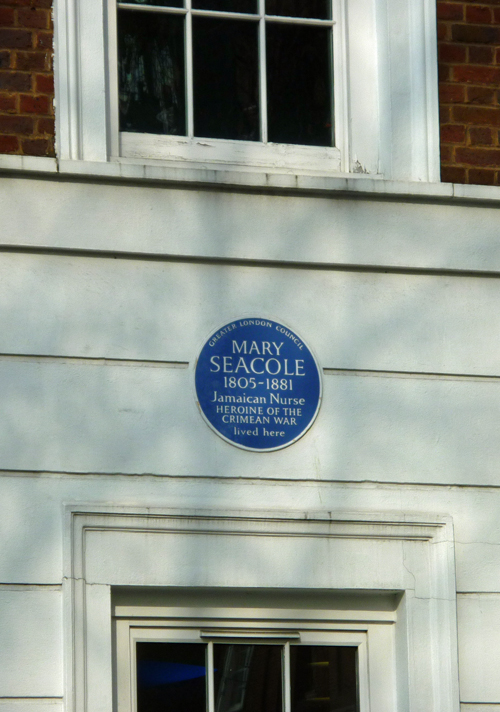 GREATER LONDON COUNCIL
MARY
SEACOLE
1805-1881
Jamaican Nurse
HEROINE OF THE
CRIMEAN WAR
lived here